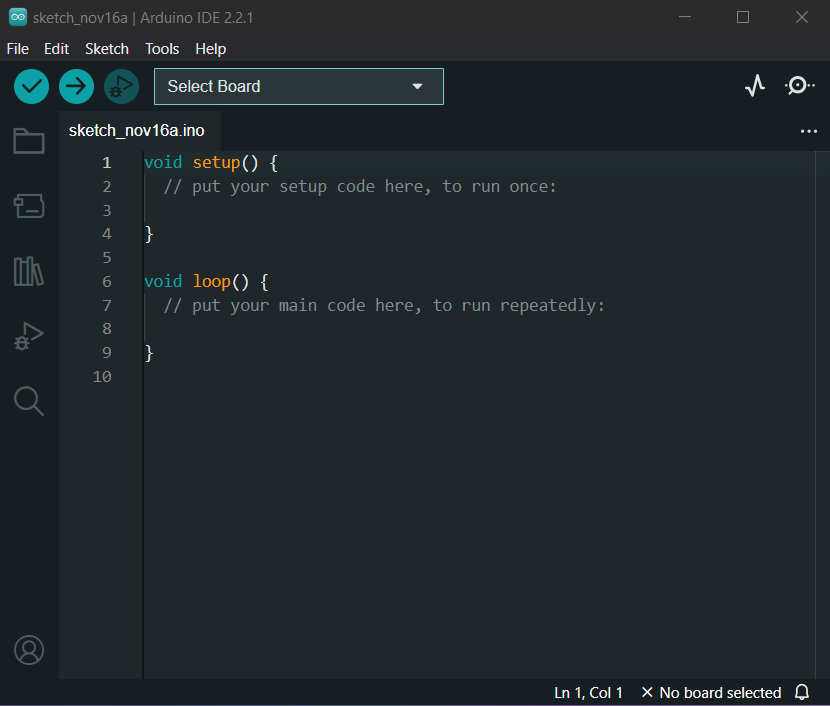 sketch_nov16a | Arduino IDE 2.2.1
File Edit Sketch Tools Help
Select Board
sketch_nov16a.ino
1 void setup() {
2 // put your setup code here, to run once:
3
4 }
5
6 void loop() {
7 // put your main code here, to run repeatedly:
8
9 }
10
Ln 1, Col 1 No board selected